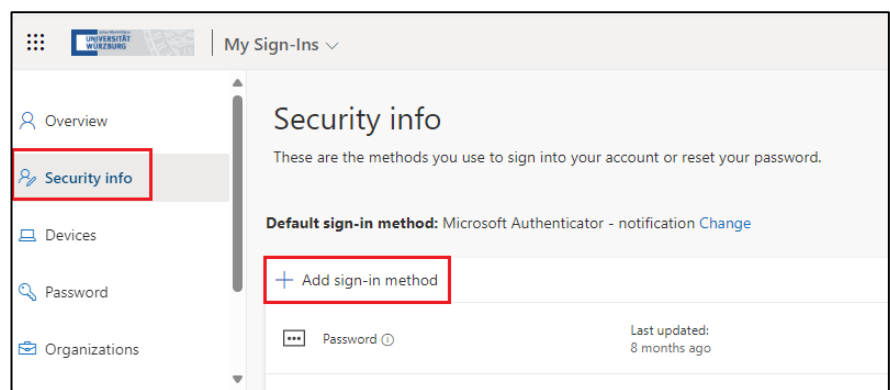 UNIVERSITÄT
WÜRZBURG
My Sign-Ins
Overview
Security info
Devices
Password
Organizations
Security info
These are the methods you use to sign into your account or reset your password.
Default sign-in method: Microsoft Authenticator - notification Change
+ Add sign-in method
Password
Last updated:
8 months ago